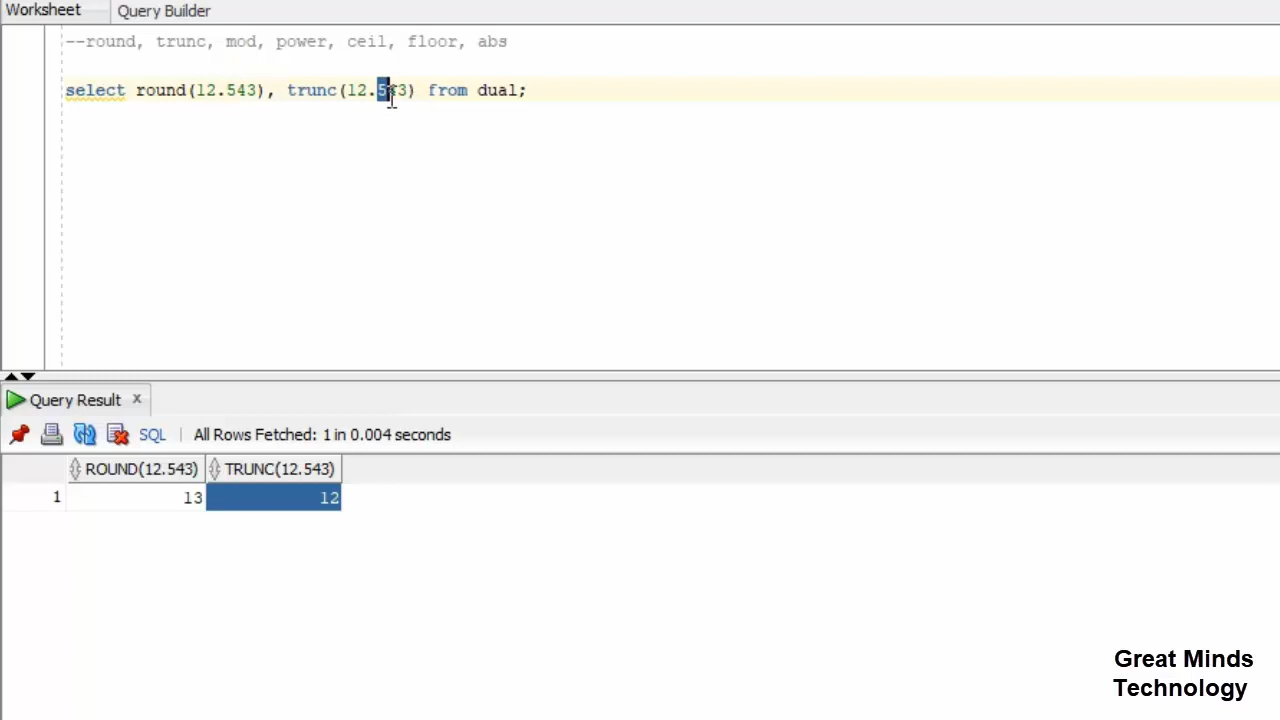 Worksheet Query Builder
--round, trunc, mod, power, ceil, floor, abs
select round(12.543), trunc(12.543) from dual;
Query Result x
SQL | All Rows Fetched: 1 in 0.004 seconds
ROUND(12.543) TRUNC(12.543)
1 13 12
Great Minds
Technology